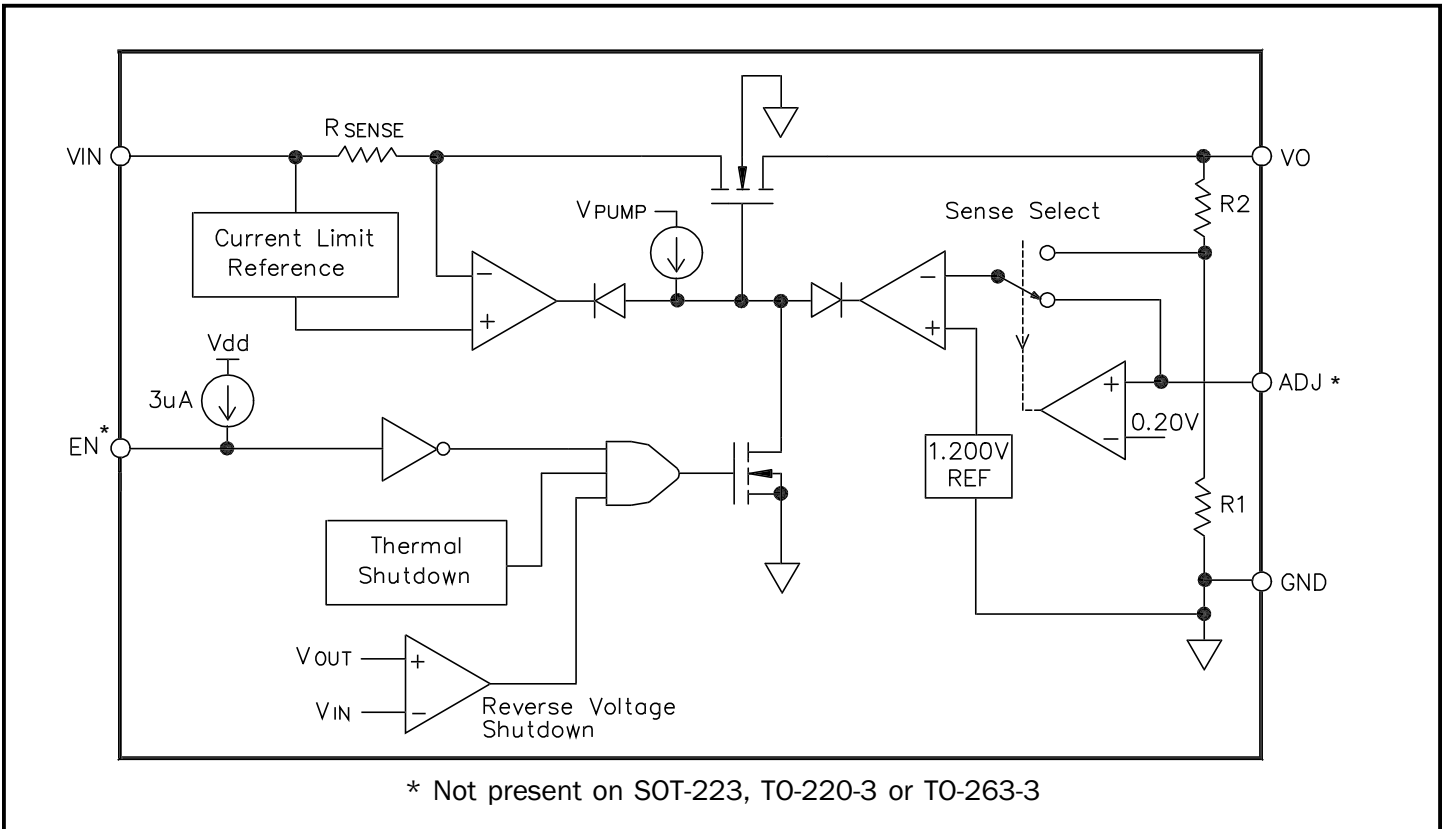 RSENSE
VIN
VO
R2
VPUMP
Sense Select
Current Limit
Reference
−
+
−
+
Vdd
3uA
EN*
+
−
0.20V
ADJ *
1.200V
REF
R1
Thermal
Shutdown
GND
VOUT
+
VIN
−
Reverse Voltage
Shutdown
* Not present on SOT-223, TO-220-3 or TO-263-3